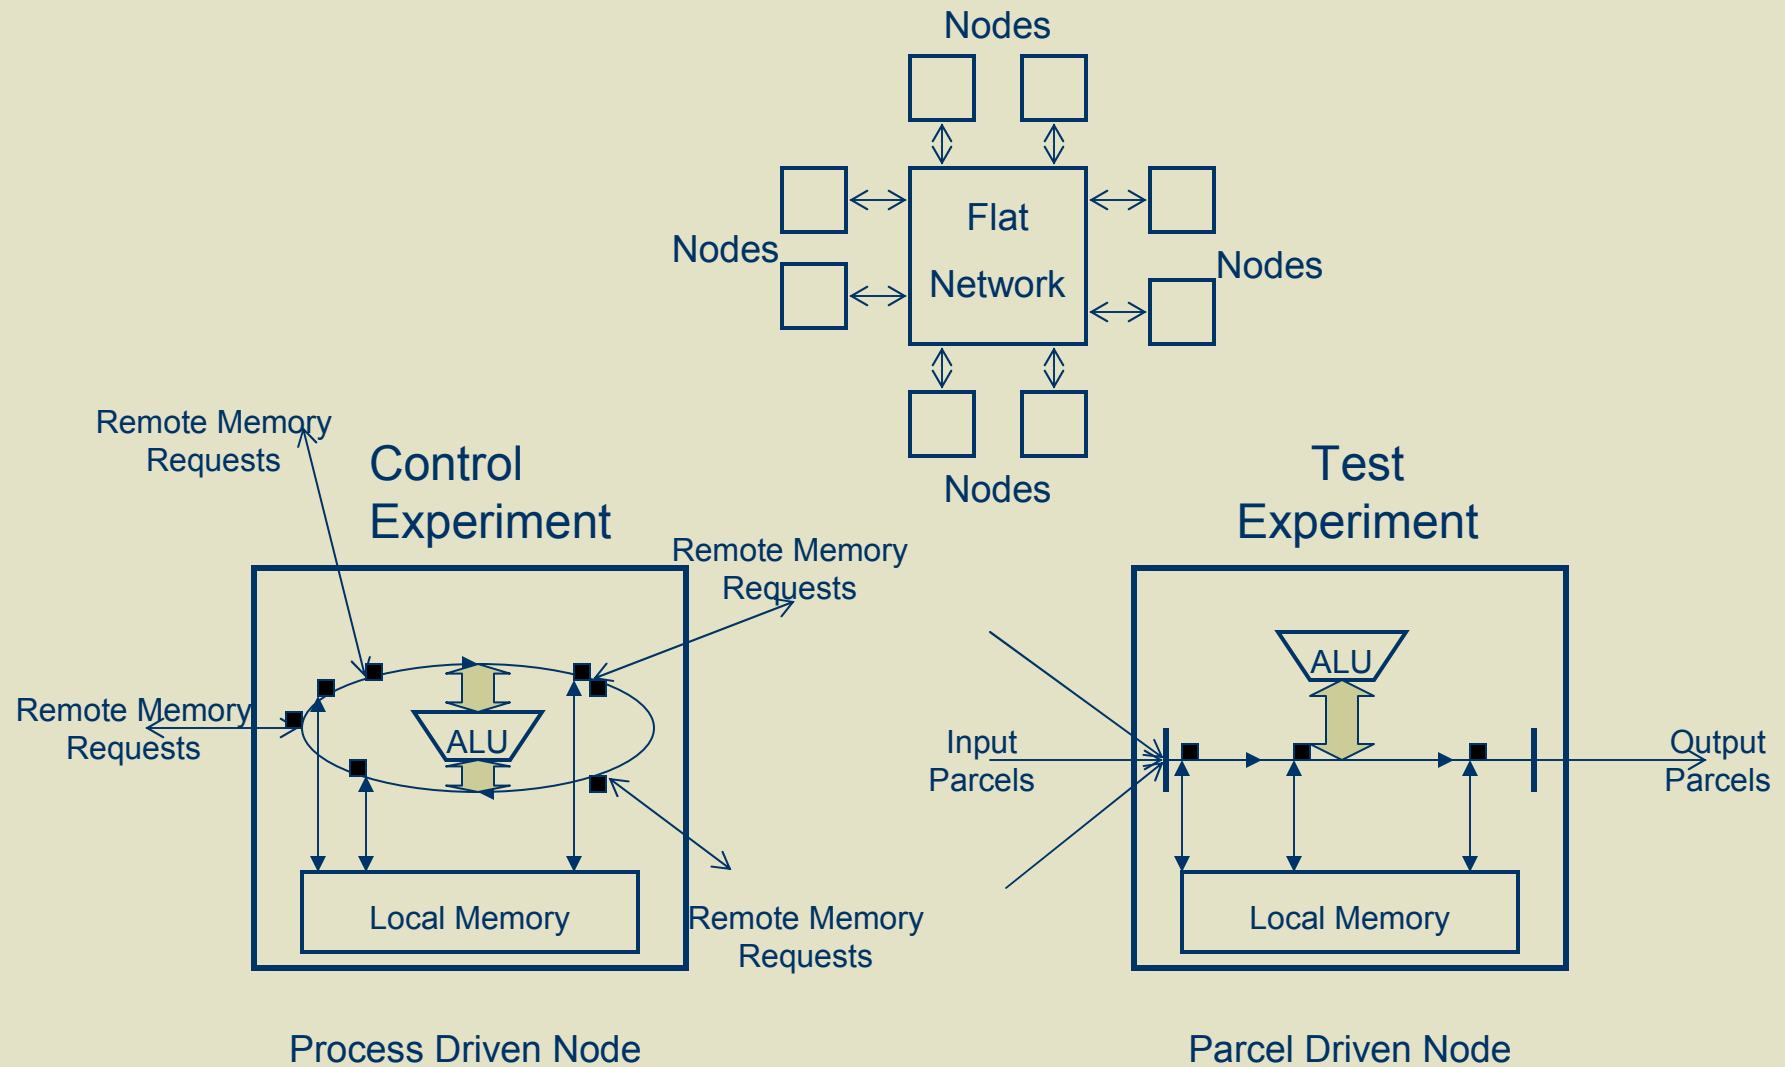 Nodes
Flat
Network
Nodes
Nodes
Nodes
Remote Memory
Requests
Control
Experiment
Remote Memory
Requests
Remote Memory
Requests
ALU
Local Memory
Remote Memory
Requests
Process Driven Node
Test
Experiment
ALU
Input
Parcels
Output
Parcels
Local Memory
Parcel Driven Node